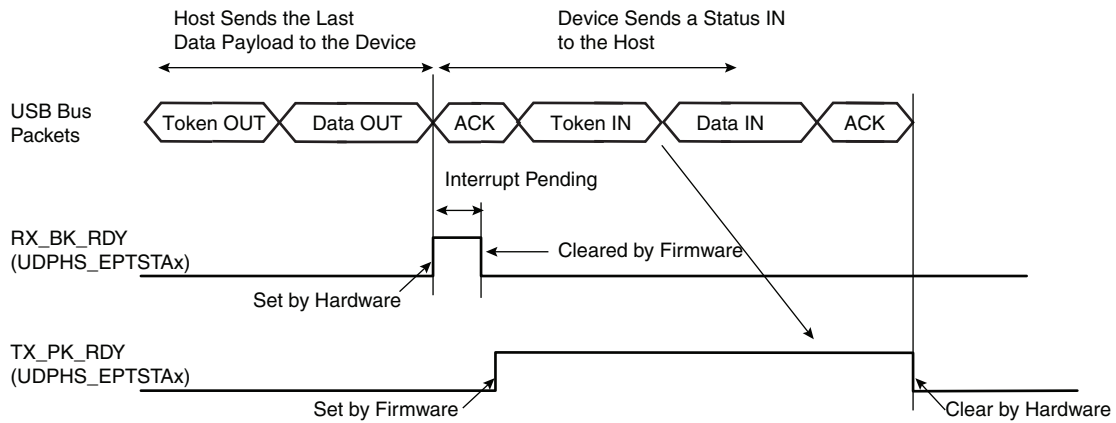 Host Sends the Last
Data Payload to the Device
Device Sends a Status IN
to the Host
USB Bus
Packets
Token OUT
Data OUT
ACK
Token IN
Data IN
ACK
Interrupt Pending
RX_BK_RDY
(UDPHS_EPTSTAx)
Cleared by Firmware
Set by Hardware
TX_PK_RDY
(UDPHS_EPTSTAx)
Set by Firmware
Clear by Hardware